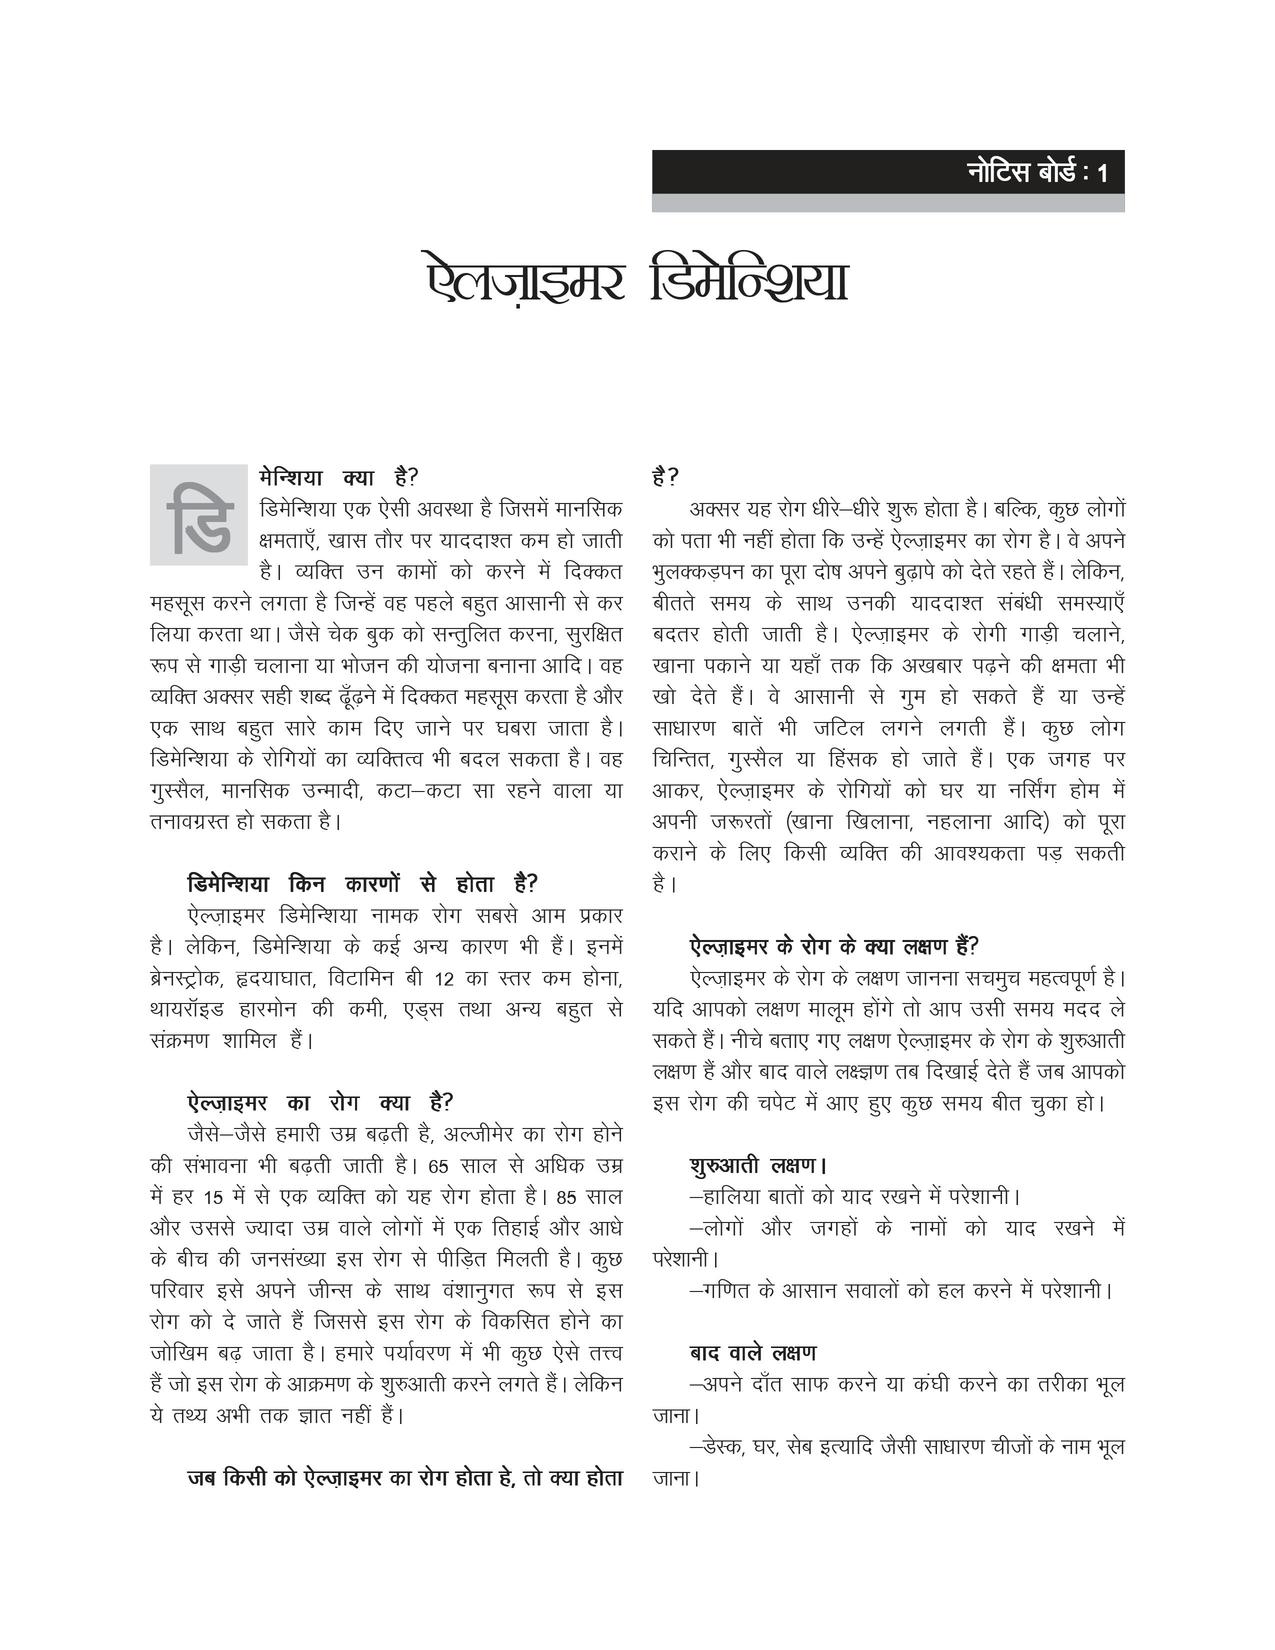 नोटिस बोर्ड : 1
ऐलज़ाइमर डिमेन्शिया
डि
मेन्शिया क्या है?
डिमेन्शिया एक ऐसी अवस्था है जिसमें मानसिक
क्षमताएँ, खास तौर पर याददाश्त कम हो जाती
है। व्यक्ति उन कामों को करने में दिक्कत
महसूस करने लगता है जिन्हें वह पहले बहुत आसानी से कर
लिया करता था। जैसे चेक बुक को सन्तुलित करना, सुरक्षित
रूप से गाड़ी चलाना या भोजन की योजना बनाना आदि। वह
व्यक्ति अक्सर सही शब्द ढूँढ़ने में दिक्कत महसूस करता है और
एक साथ बहुत सारे काम दिए जाने पर घबरा जाता है।
डिमेन्शिया के रोगियों का व्यक्तित्व भी बदल सकता है। वह
गुस्सैल, मानसिक उन्मादी, कटा–कटा सा रहने वाला या
तनावग्रस्त हो सकता है।
डिमेन्शिया किन कारणों से होता है?
ऐल्ज़ाइमर डिमेन्शिया नामक रोग सबसे आम प्रकार
है। लेकिन, डिमेन्शिया के कई अन्य कारण भी हैं। इनमें
ब्रेनस्ट्रोक, हृदयाघात, विटामिन बी 12 का स्तर कम होना,
थायरॉइड हारमोन की कमी, एड्स तथा अन्य बहुत से
संक्रमण शामिल हैं।
ऐल्ज़ाइमर का रोग क्या है?
जैसे–जैसे हमारी उम्र बढ़ती है, अल्जीमेर का रोग होने
की संभावना भी बढ़ती जाती है। 65 साल से अधिक उम्र
में हर 15 में से एक व्यक्ति को यह रोग होता है। 85 साल
और उससे ज्यादा उम्र वाले लोगों में एक तिहाई और आधे
के बीच की जनसंख्या इस रोग से पीड़ित मिलती है। कुछ
परिवार इसे अपने जीन्स के साथ वंशानुगत रूप से इस
रोग को दे जाते हैं जिससे इस रोग के विकसित होने का
जोखिम बढ़ जाता है। हमारे पर्यावरण में भी कुछ ऐसे तत्त्व
हैं जो इस रोग के आक्रमण के शुरुआती करने लगते हैं। लेकिन
ये तथ्य अभी तक ज्ञात नहीं हैं।
जब किसी को ऐल्ज़ाइमर का रोग होता हे, तो क्या होता
है?
अक्सर यह रोग धीरे–धीरे शुरू होता है। बल्कि, कुछ लोगों
को पता भी नहीं होता कि उन्हें ऐल्ज़ाइमर का रोग है। वे अपने
भुलक्कड़पन का पूरा दोष अपने बुढ़ापे को देते रहते हैं। लेकिन,
बीतते समय के साथ उनकी याददाश्त संबंधी समस्याएँ
बदतर होती जाती है। ऐल्ज़ाइमर के रोगी गाड़ी चलाने,
खाना पकाने या यहाँ तक कि अखबार पढ़ने की क्षमता भी
खो देते हैं। वे आसानी से गुम हो सकते हैं या उन्हें
साधारण बातें भी जटिल लगने लगती हैं। कुछ लोग
चिन्तित, गुस्सैल या हिंसक हो जाते हैं। एक जगह पर
आकर, ऐल्ज़ाइमर के रोगियों को घर या नर्सिंग होम में
अपनी जरूरतों (खाना खिलाना, नहलाना आदि) को पूरा
कराने के लिए किसी व्यक्ति की आवश्यकता पड़ सकती
है।
ऐल्ज़ाइमर के रोग के क्या लक्षण हैं?
ऐल्ज़ाइमर के रोग के लक्षण जानना सचमुच महत्वपूर्ण है।
यदि आपको लक्षण मालूम होंगे तो आप उसी समय मदद ले
सकते हैं। नीचे बताए गए लक्षण ऐल्ज़ाइमर के रोग के शुरुआती
लक्षण हैं और बाद वाले लक्ष्ज्ञण तब दिखाई देते हैं जब आपको
इस रोग की चपेट में आए हुए कुछ समय बीत चुका हो।
शुरुआती लक्षण।
–हालिया बातों को याद रखने में परेशानी।
–लोगों और जगहों के नामों को याद रखने में
परेशानी।
–गणित के आसान सवालों को हल करने में परेशानी।
बाद वाले लक्षण
–अपने दाँत साफ करने या कंघी करने का तरीका भूल
जाना।
–डेस्क, घर, सेब इत्यादि जैसी साधारण चीजों के नाम भूल
जाना।